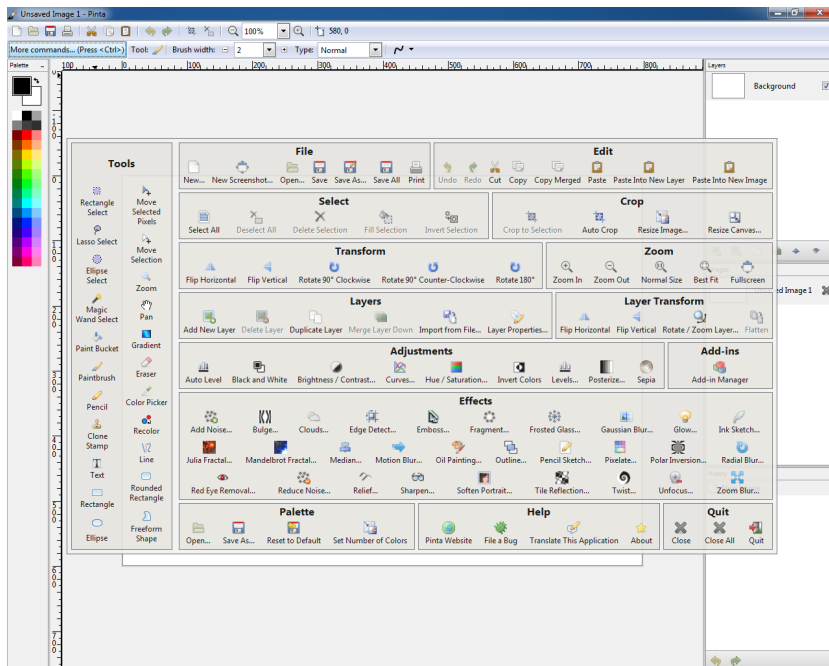 Unsaved Image 1 - Pinta
100% 580, 0
More commands... (Press <Ctrl>) Tool: Brush width: 2 Type: Normal
Palette
100 0 100 200 300 400 500 600 700 800
Layers
Background
Tools
Rectangle Select
Move Selected Pixels
Lasso Select
Move Selection
Ellipse Select
Zoom
Magic Wand Select
Pan
Paint Bucket
Gradient
Paintbrush
Eraser
Pencil
Color Picker
Clone Stamp
Recolor
Text
Line
Rectangle
Rounded Rectangle
Ellipse
Freeform Shape
File
New... New Screenshot... Open... Save Save As... Save All Print
Edit
Undo Redo Cut Copy Copy Merged Paste Paste Into New Layer Paste Into New Image
Select
Select All Deselect All Delete Selection Fill Selection Invert Selection
Crop
Crop to Selection Auto Crop Resize Image... Resize Canvas...
Transform
Flip Horizontal Flip Vertical Rotate 90° Clockwise Rotate 90° Counter-Clockwise Rotate 180°
Zoom
Zoom In Zoom Out Normal Size Best Fit Fullscreen
Layers
Add New Layer Delete Layer Duplicate Layer Merge Layer Down Import from File... Layer Properties...
Layer Transform
Flip Horizontal Flip Vertical Rotate / Zoom Layer... Flatten
ed Image 1
Adjustments
Auto Level Black and White Brightness / Contrast... Curves... Hue / Saturation... Invert Colors Levels... Posterize... Sepia
Add-ins
Add-in Manager
Effects
Add Noise... Bulge... Clouds... Edge Detect... Emboss... Fragment... Frosted Glass... Gaussian Blur... Glow... Ink Sketch...
Julia Fractal... Mandelbrot Fractal... Median... Motion Blur... Oil Painting... Outline... Pencil Sketch... Pixelate... Polar Inversion... Radial Blur...
Red Eye Removal... Reduce Noise... Relief... Sharpen... Soften Portrait... Tile Reflection... Twist... Unfocus... Zoom Blur...
Palette
Open... Save As... Reset to Default Set Number of Colors
Help
Pinta Website File a Bug Translate This Application About
Quit
Close Close All Quit